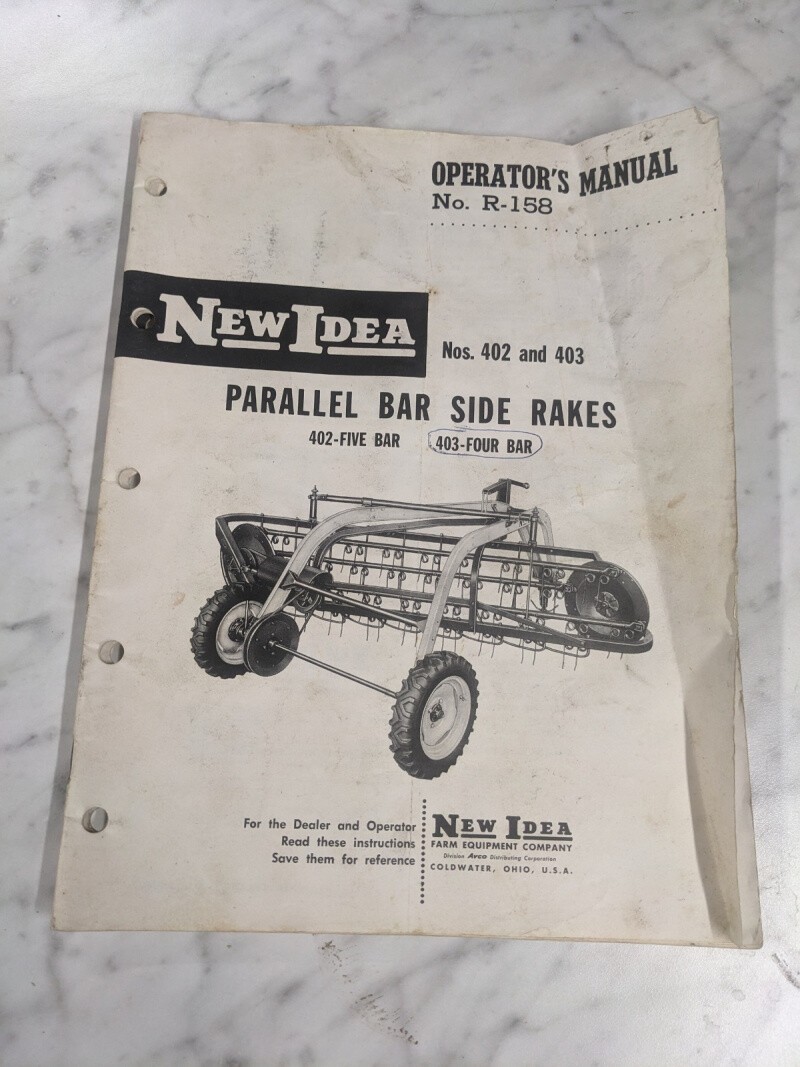 OPERATOR'S MANUAL
No. R-158
NEW IDEA
Nos. 402 and 403
PARALLEL BAR SIDE RAKES
402-FIVE BAR 403-FOUR BAR
For the Dealer and Operator
Read these instructions
Save them for reference
NEW IDEA
FARM EQUIPMENT COMPANY
Division Avco Distributing Corporation
COLDWATER, OHIO, U.S.A.